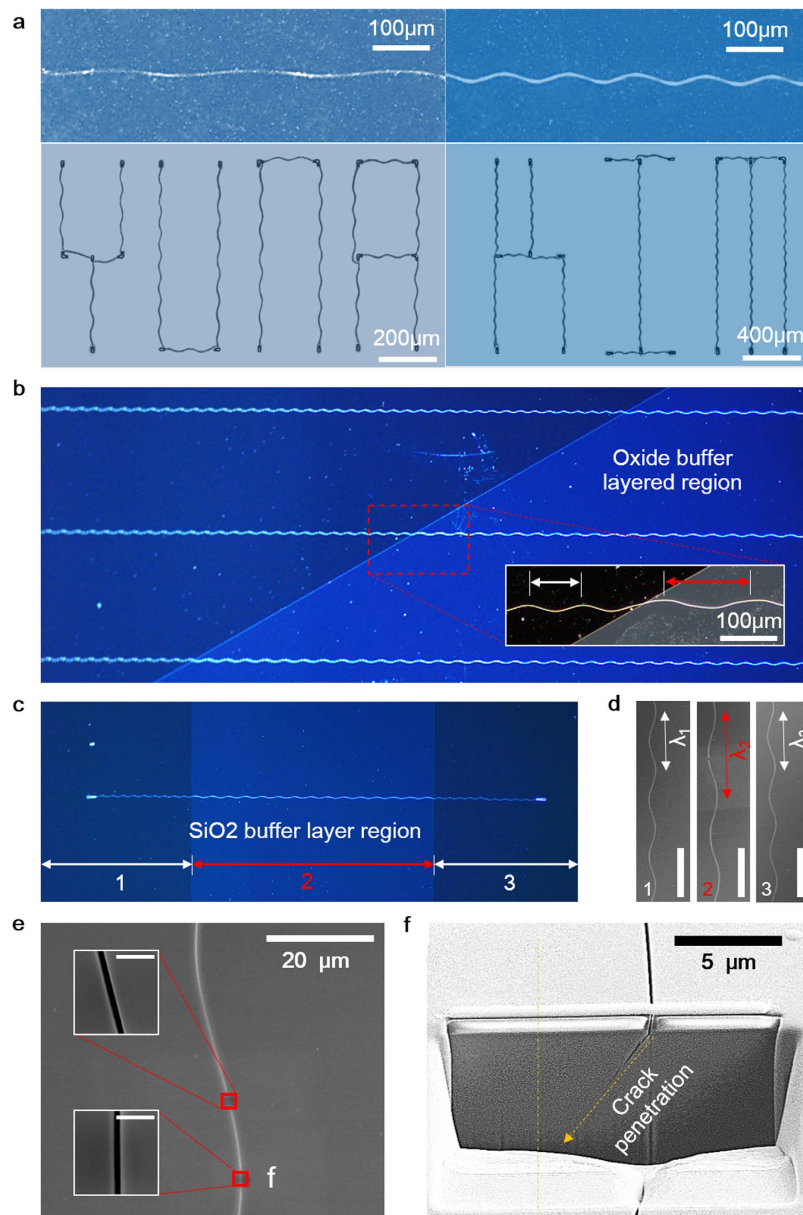 a
100µm
100µm
200µm
400µm
b
Oxide buffer
layered region
100µm
c
SiO2 buffer layer region
1
2
3
d
λ1
λ2
1
2
3
e
20 µm
f
f
5 µm
Crack
penetration